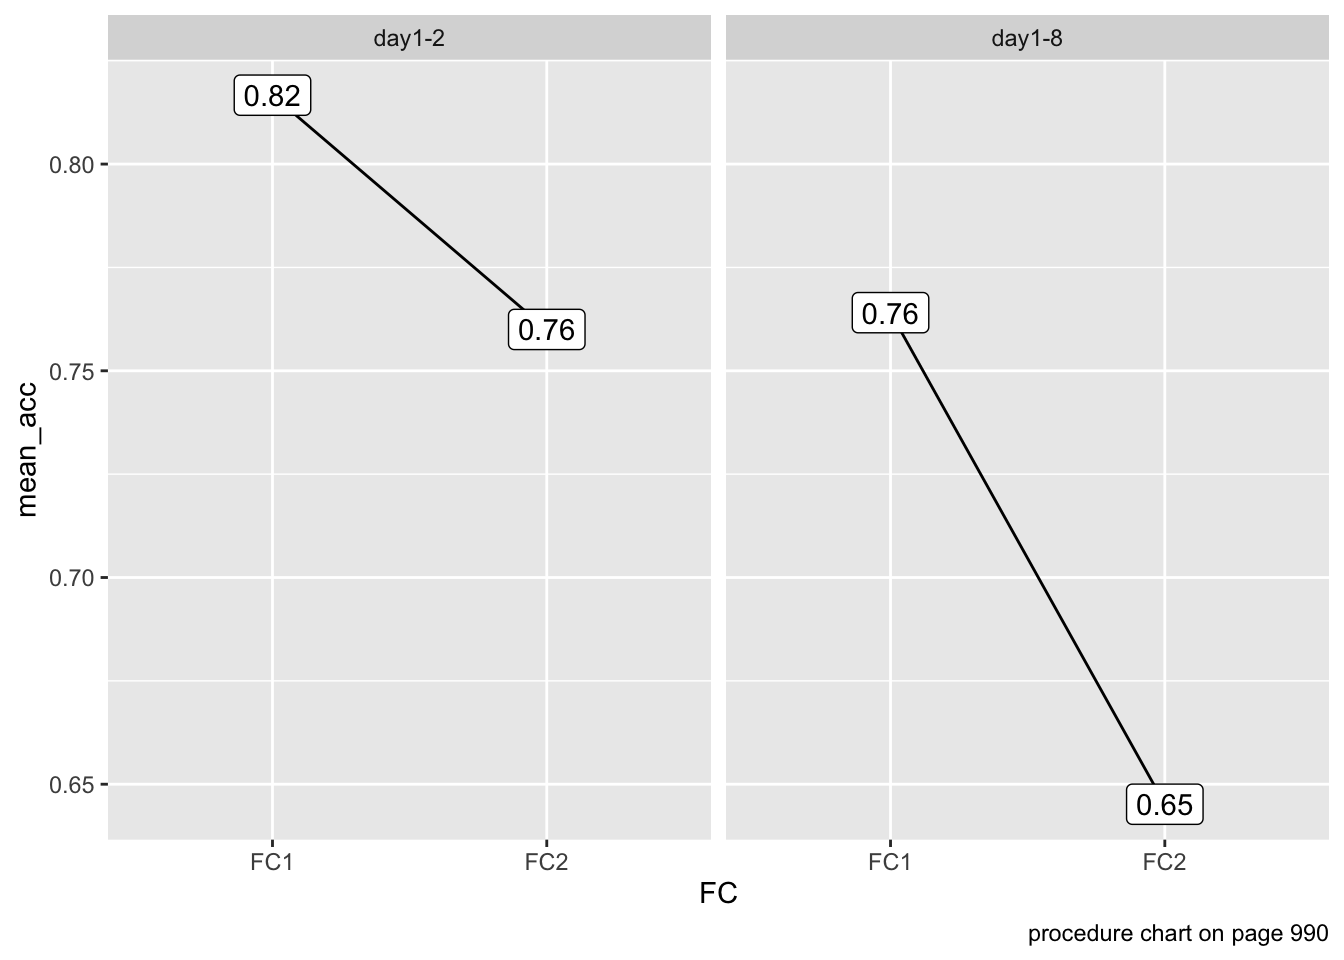 day1-2
day1-8
0.82
0.76
0.76
0.65
0.80
0.75
0.70
0.65
mean_acc
FC1
FC2
FC1
FC2
FC
procedure chart on page 990